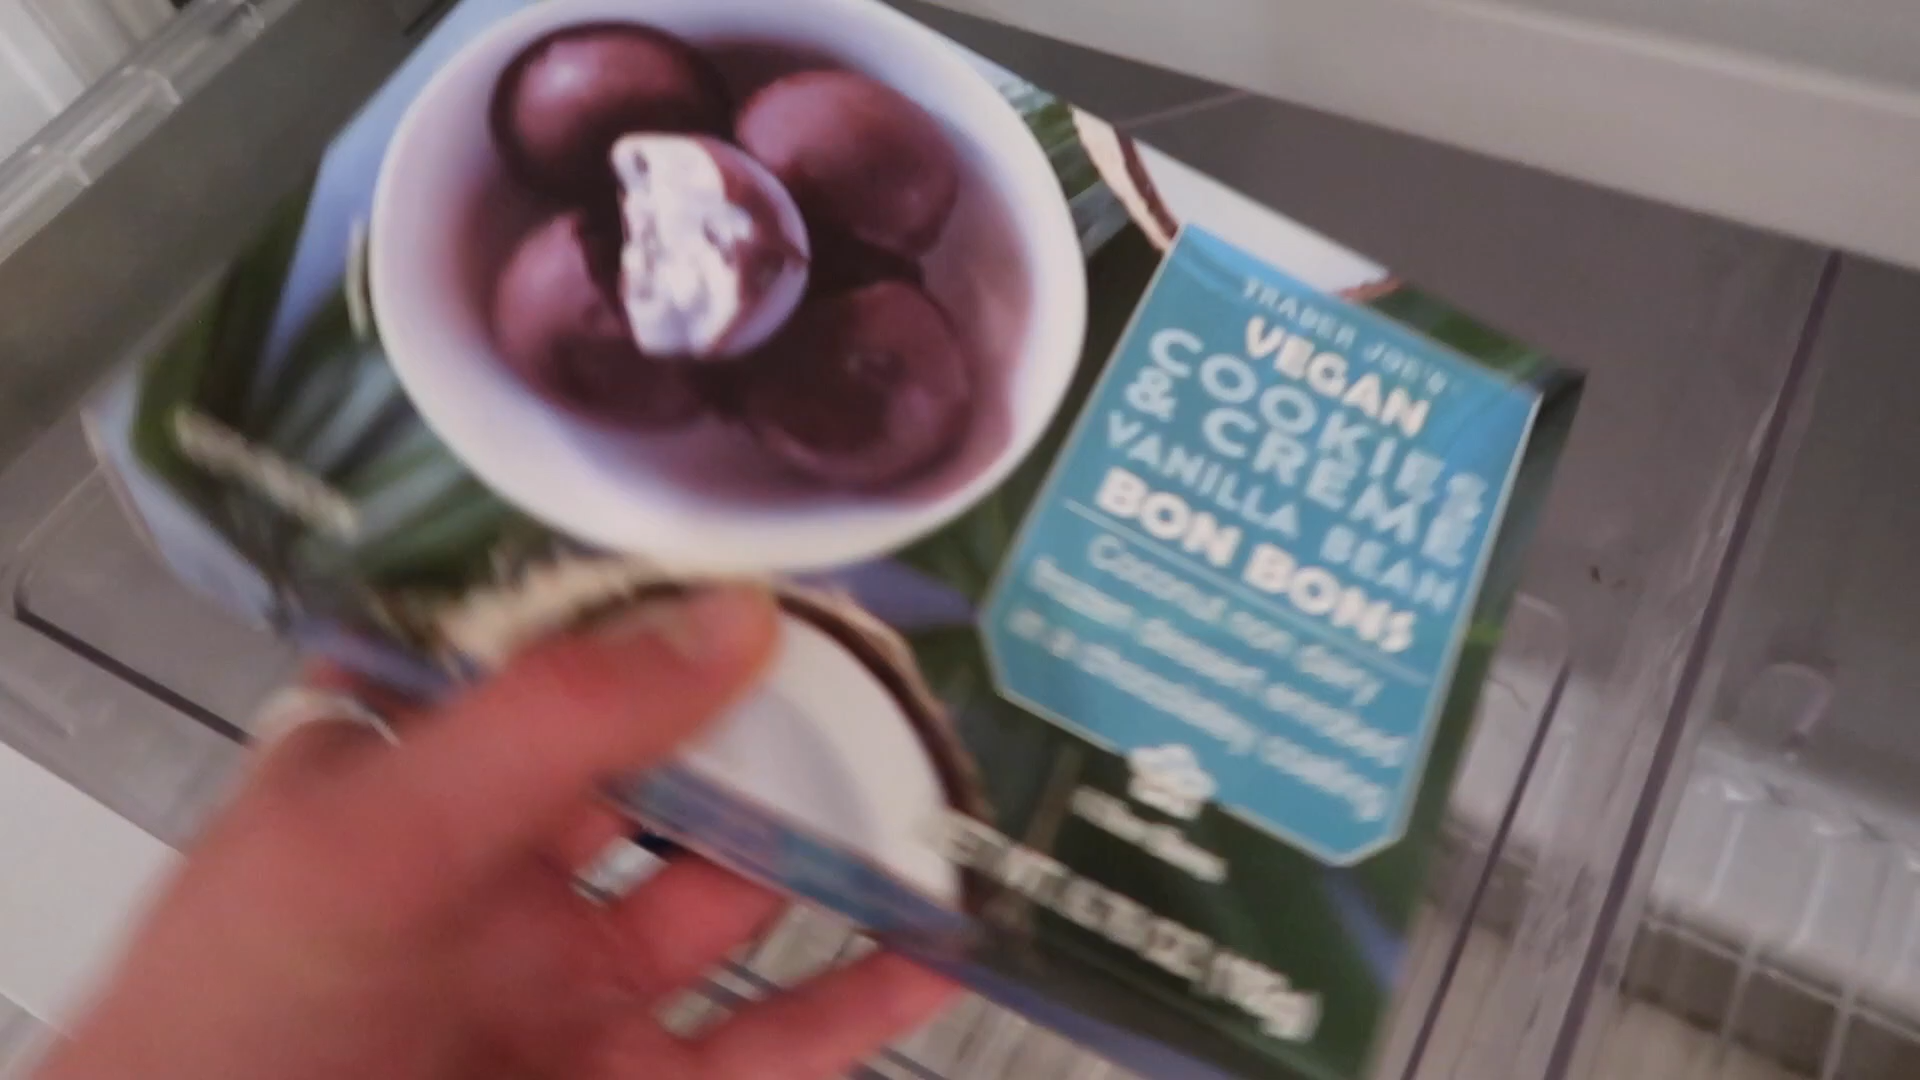 TRADER JOE'S
VEGAN
COOKIES
& CREME
VANILLA BEAN
BON BONS
Coconut non dairy
frozen dessert enrobed
in a chocolatey coating